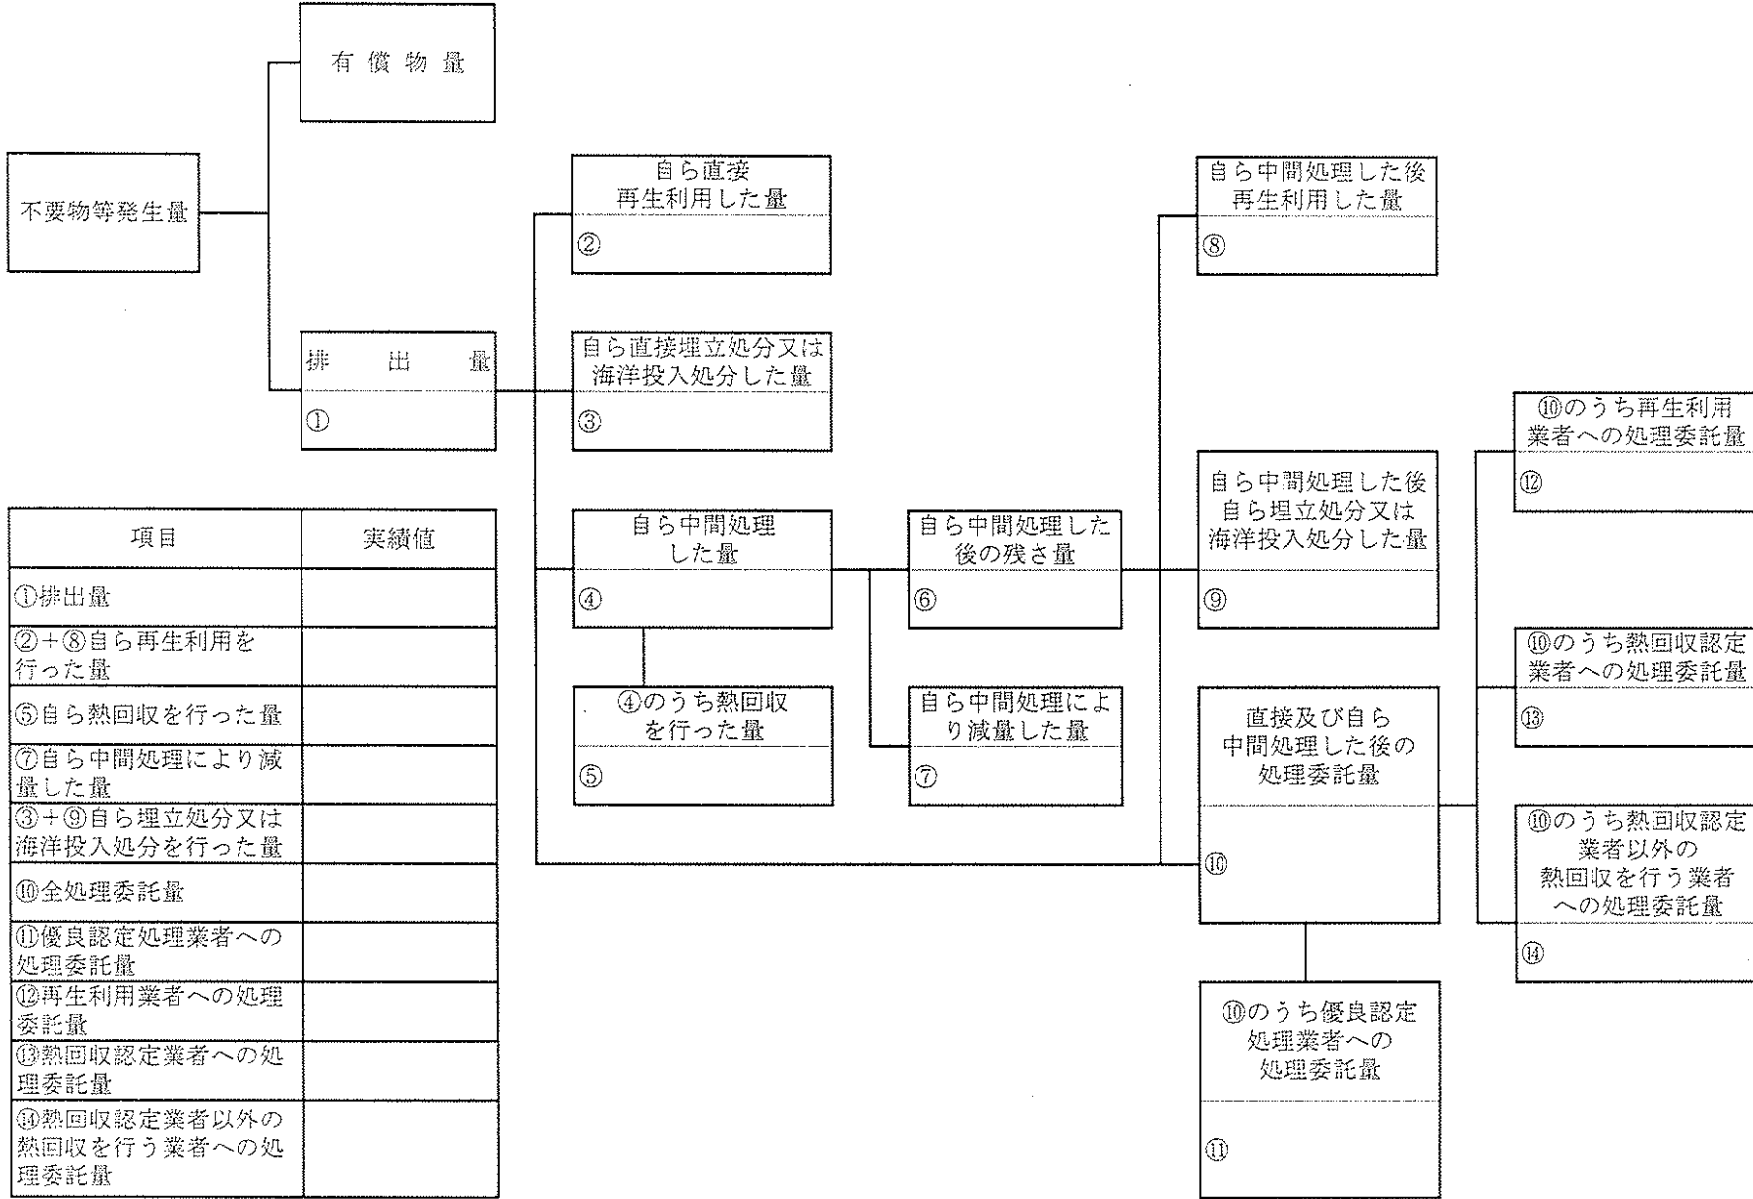 有償物量
不要物等発生量
排出量
①
自ら直接
再生利用した量
②
自ら直接埋立処分又は
海洋投入処分した量
③
自ら中間処理
した量
④
④のうち熱回収
を行った量
⑤
自ら中間処理した
後の残さ量
⑥
自ら中間処理によ
り減量した量
⑦
自ら中間処理した後
再生利用した量
⑧
自ら中間処理した後
自ら埋立処分又は
海洋投入処分した量
⑨
直接及び自ら
中間処理した後の
処理委託量
⑩
⑩のうち優良認定
処理業者への
処理委託量
⑪
⑩のうち再生利用
業者への処理委託量
⑫
⑩のうち熱回収認定
業者への処理委託量
⑬
⑩のうち熱回収認定
業者以外の
熱回収を行う業者
への処理委託量
⑭
項目 実績値
①排出量
②＋⑧自ら再生利用を
行った量
⑤自ら熱回収を行った量
⑦自ら中間処理により減
量した量
③＋⑨自ら埋立処分又は
海洋投入処分を行った量
⑩全処理委託量
⑪優良認定処理業者への
処理委託量
⑫再生利用業者への処理
委託量
⑬熱回収認定業者への処
理委託量
⑭熱回収認定業者以外の
熱回収を行う業者への処
理委託量